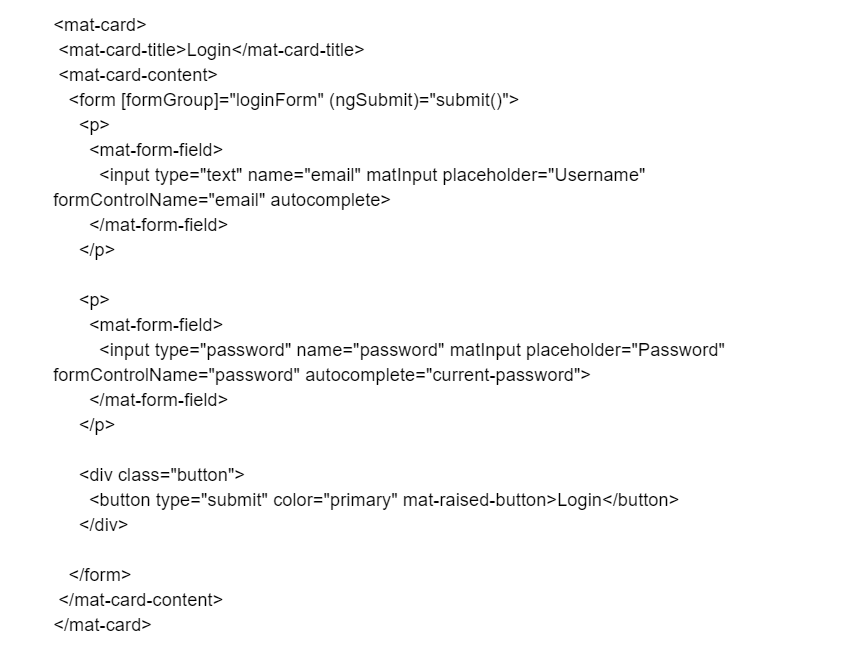 <mat-card>
<mat-card-title>Login</mat-card-title>
<mat-card-content>
<form [formGroup]="loginForm" (ngSubmit)="submit()">
<p>
<mat-form-field>
<input type="text" name="email" matInput placeholder="Username"
formControlName="email" autocomplete>
</mat-form-field>
</p>
<p>
<mat-form-field>
<input type="password" name="password" matInput placeholder="Password"
formControlName="password" autocomplete="current-password">
</mat-form-field>
</p>
<div class="button">
<button type="submit" color="primary" mat-raised-button>Login</button>
</div>
</form>
</mat-card-content>
</mat-card>